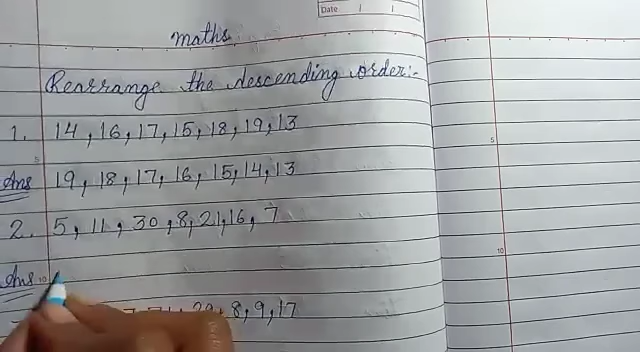 Date / /
maths
Rearrange the descending order:-
1. 14, 16, 17, 15, 18, 19, 13
Ans 19, 18, 17, 16, 15, 14, 13
2. 5, 11, 30, 8, 21, 16, 7
Ans
8, 9, 17